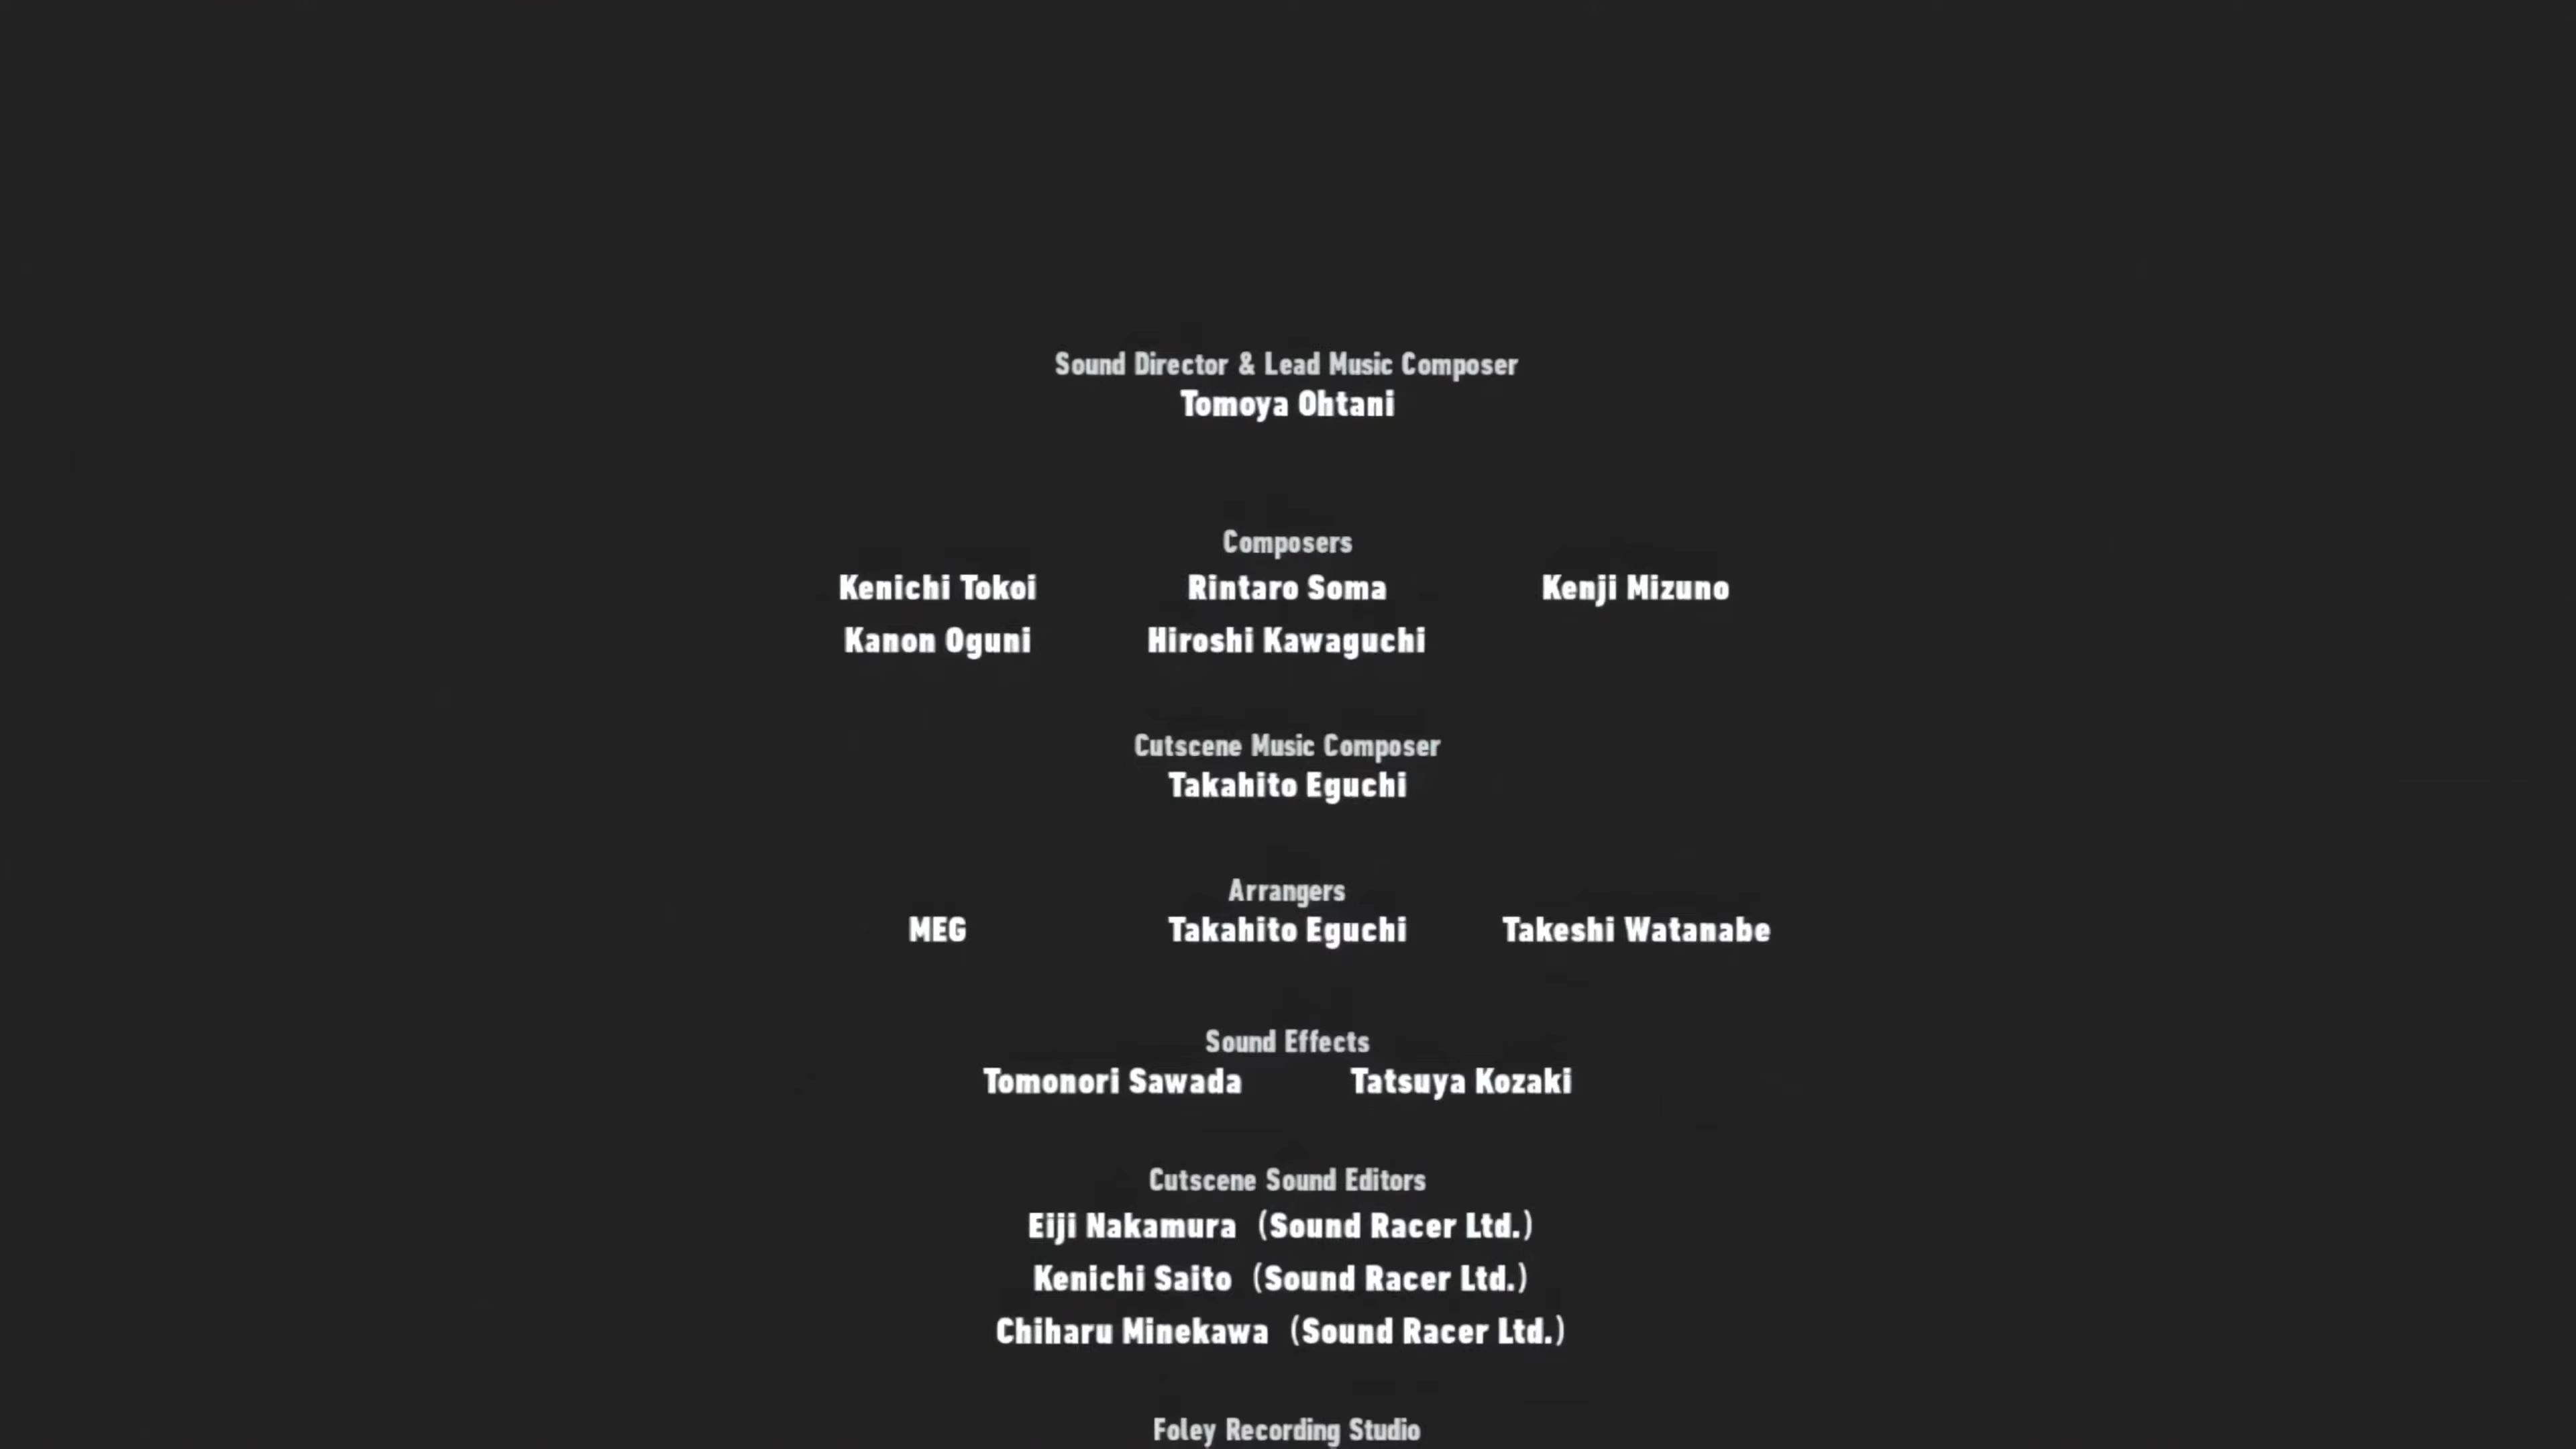 Sound Director & Lead Music Composer
Tomoya Ohtani
Composers
Kenichi Tokoi Rintaro Soma Kenji Mizuno
Kanon Oguni Hiroshi Kawaguchi
Cutscene Music Composer
Takahito Eguchi
Arrangers
MEG Takahito Eguchi Takeshi Watanabe
Sound Effects
Tomonori Sawada Tatsuya Kozaki
Cutscene Sound Editors
Eiji Nakamura (Sound Racer Ltd.)
Kenichi Saito (Sound Racer Ltd.)
Chiharu Minekawa (Sound Racer Ltd.)
Foley Recording Studio